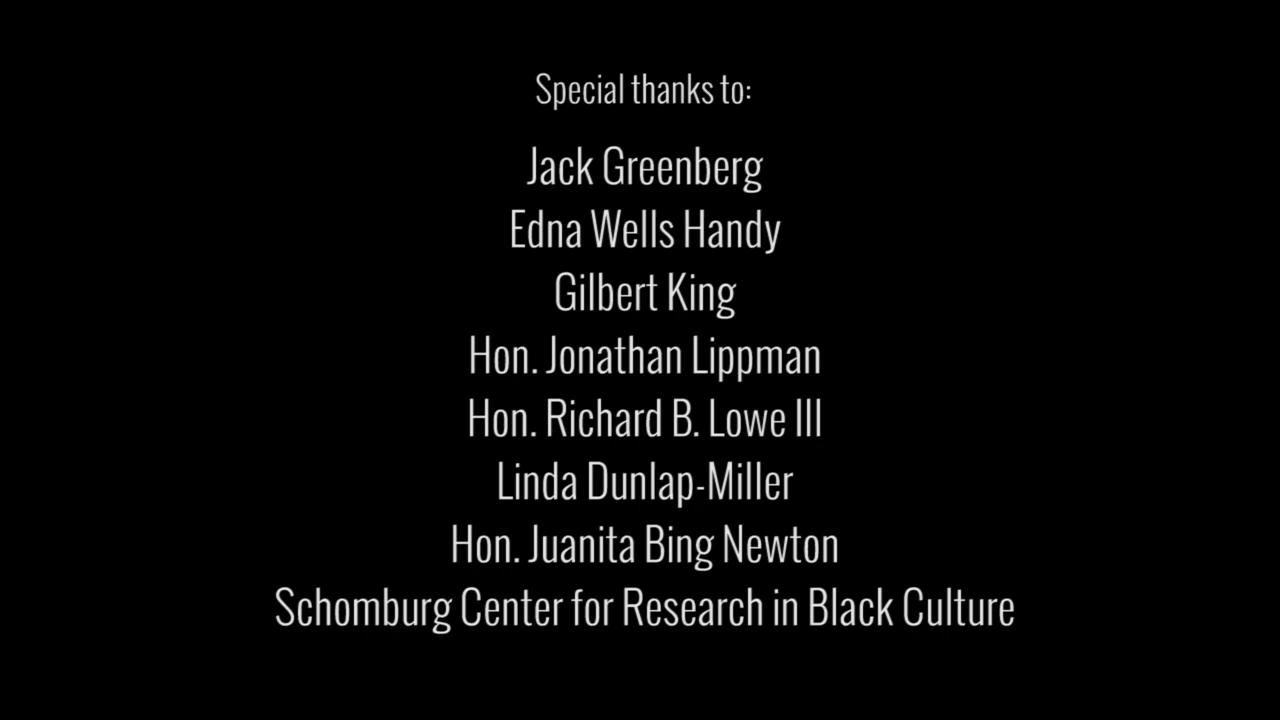 Special thanks to:
Jack Greenberg
Edna Wells Handy
Gilbert King
Hon. Jonathan Lippman
Hon. Richard B. Lowe III
Linda Dunlap-Miller
Hon. Juanita Bing Newton
Schomburg Center for Research in Black Culture